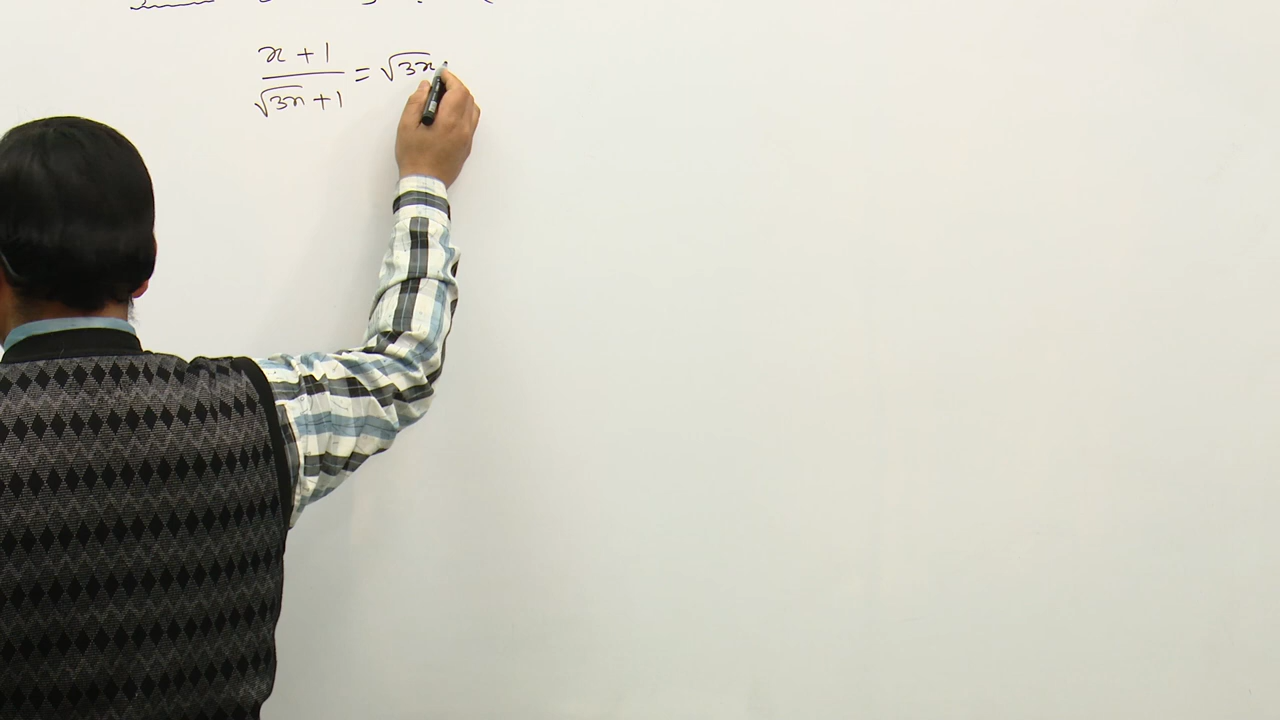 x + 1
√3x + 1 = √3x